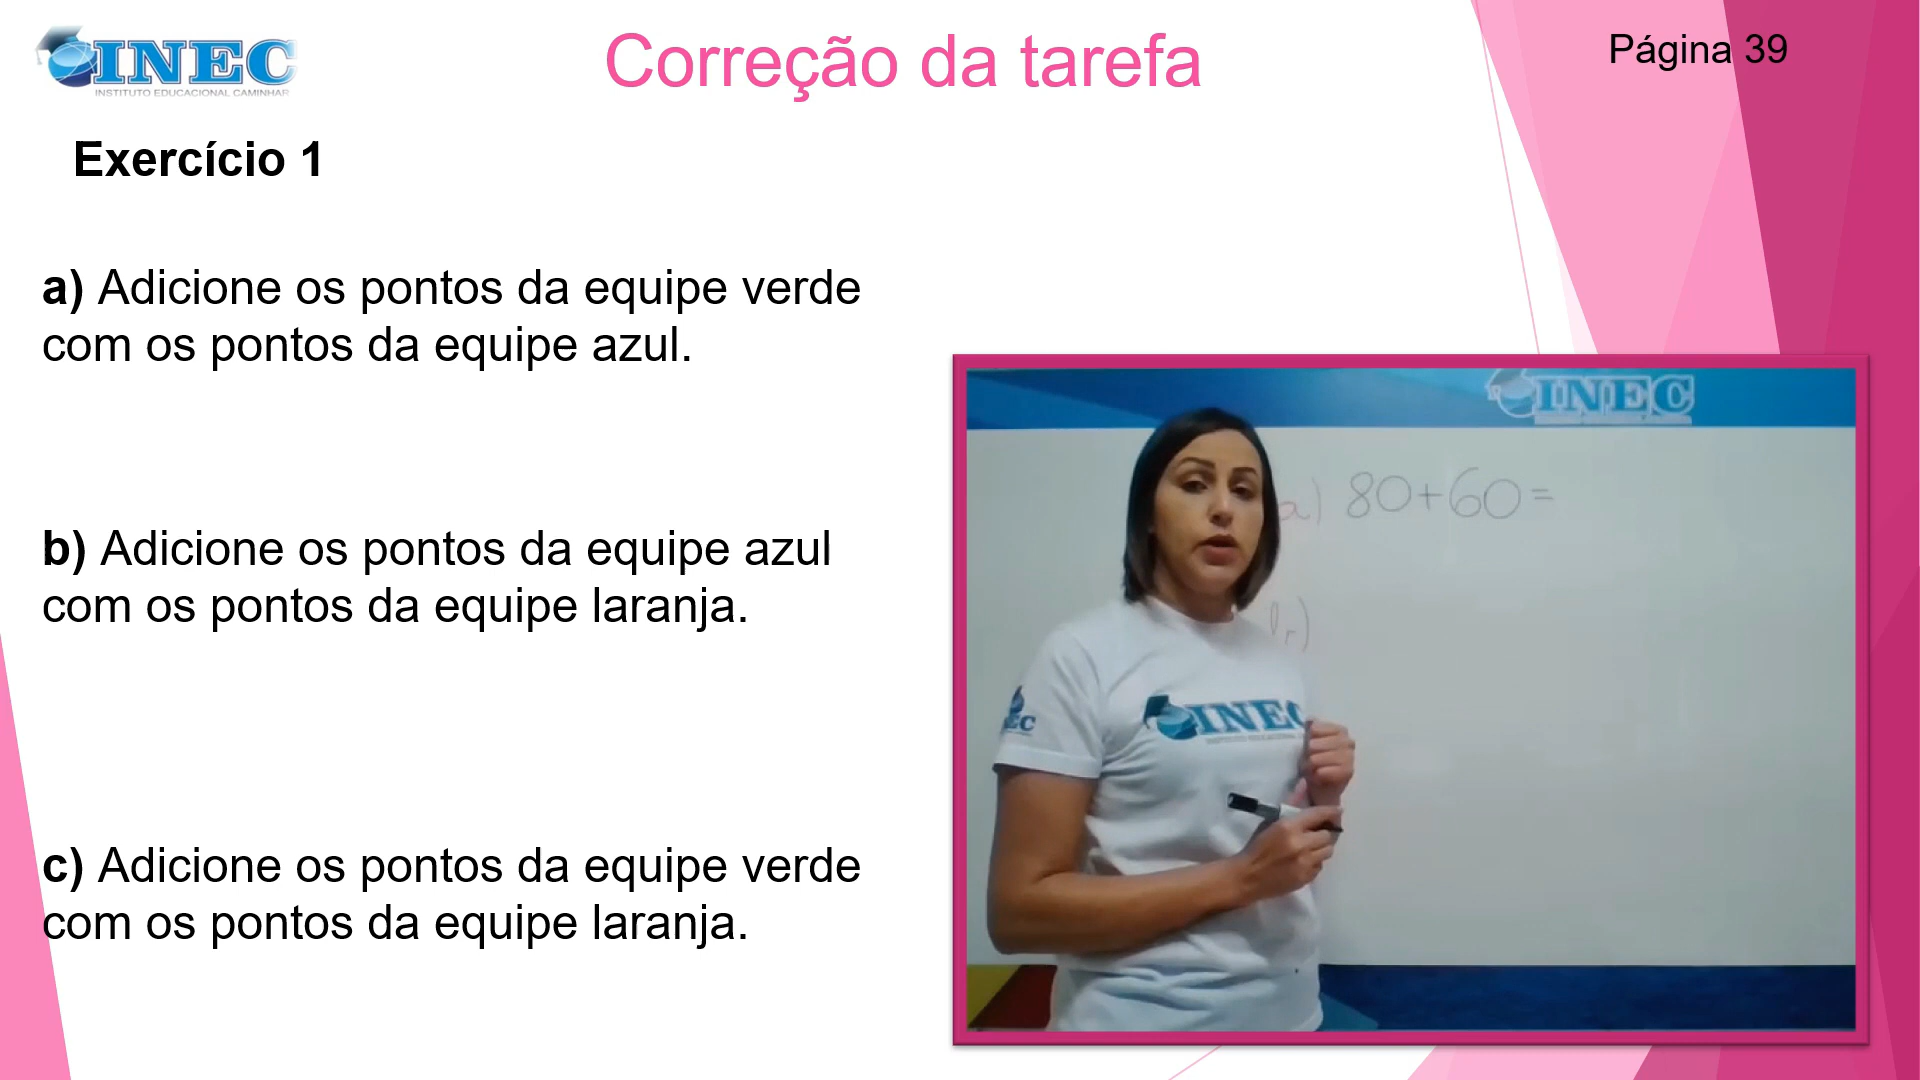 INEC
INSTITUTO EDUCACIONAL CAMINHAR
Correção da tarefa
Página 39
Exercício 1
a) Adicione os pontos da equipe verde
com os pontos da equipe azul.
b) Adicione os pontos da equipe azul
com os pontos da equipe laranja.
c) Adicione os pontos da equipe verde
com os pontos da equipe laranja.
INEC
a) 80+60=
b)
INEC